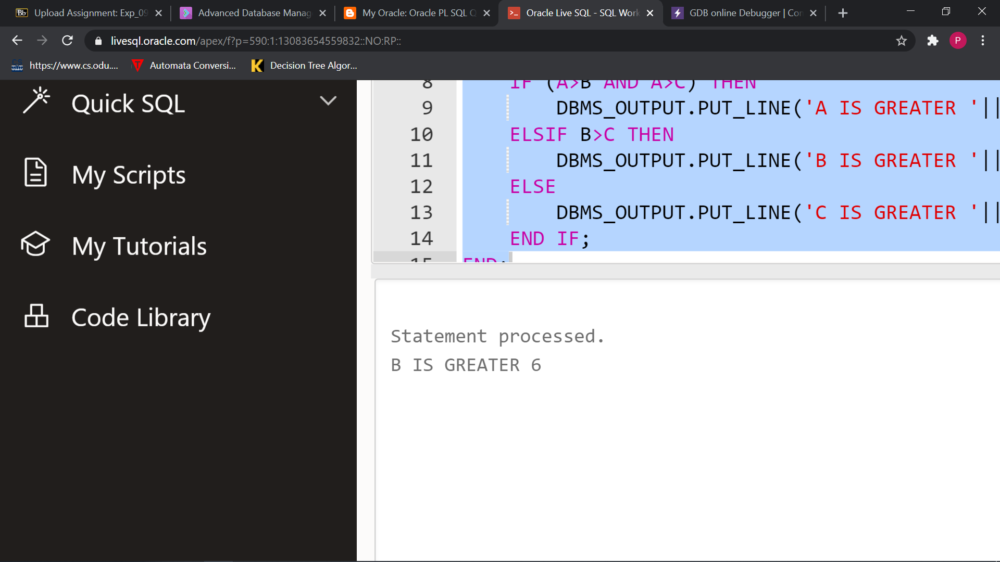 Upload Assignment: Exp_09
Advanced Database Manag
My Oracle: Oracle PL SQL Q
Oracle Live SQL - SQL Work
GDB online Debugger | Con
livesql.oracle.com/apex/f?p=590:1:13083654559832::NO:RP::
P
https://www.cs.odu....
Automata Conversi...
Decision Tree Algor...
Quick SQL
My Scripts
My Tutorials
Code Library
8 IF (A>B AND A>C) THEN
9 DBMS_OUTPUT.PUT_LINE('A IS GREATER '||
10 ELSIF B>C THEN
11 DBMS_OUTPUT.PUT_LINE('B IS GREATER '||
12 ELSE
13 DBMS_OUTPUT.PUT_LINE('C IS GREATER '||
14 END IF;
15 END;
Statement processed.
B IS GREATER 6